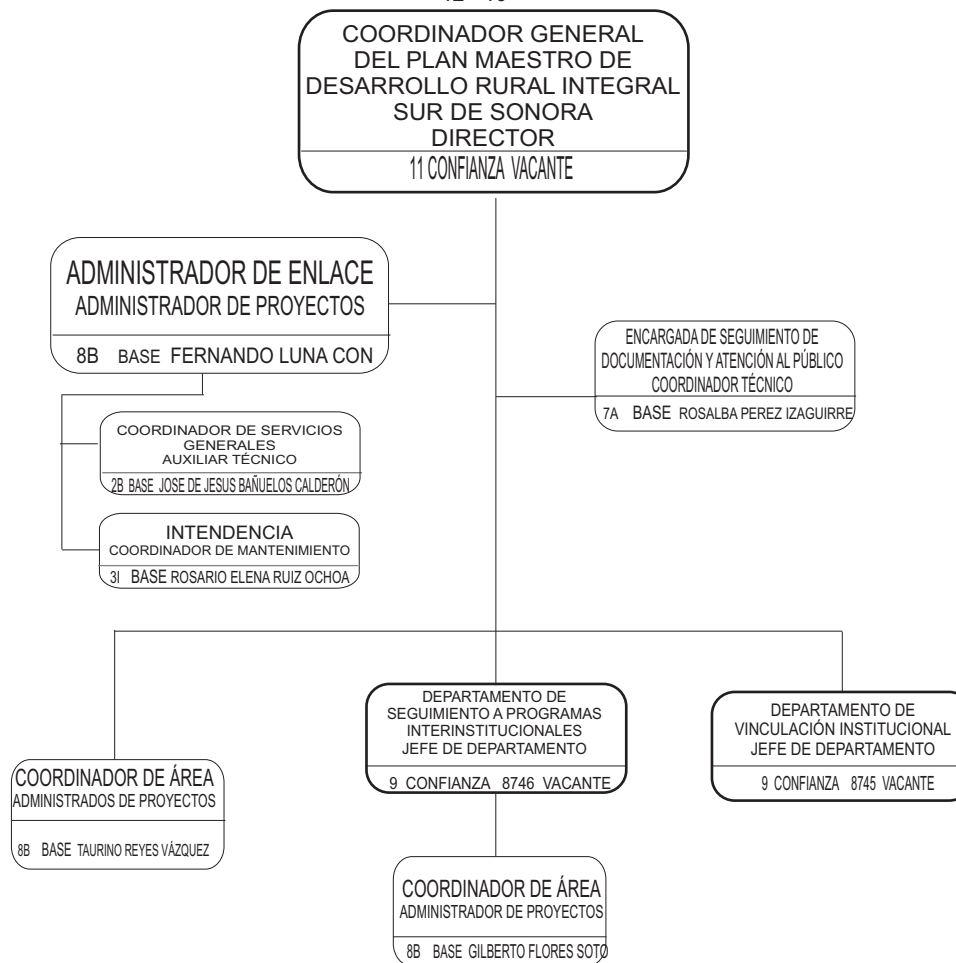 COORDINADOR GENERAL
DEL PLAN MAESTRO DE
DESARROLLO RURAL INTEGRAL
SUR DE SONORA
DIRECTOR
11 CONFIANZA VACANTE
ADMINISTRADOR DE ENLACE
ADMINISTRADOR DE PROYECTOS
8B BASE FERNANDO LUNA CON
ENCARGADA DE SEGUIMIENTO DE
DOCUMENTACIÓN Y ATENCIÓN AL PÚBLICO
COORDINADOR TÉCNICO
7A BASE ROSALBA PEREZ IZAGUIRRE
COORDINADOR DE SERVICIOS
GENERALES
AUXILIAR TÉCNICO
2B BASE JOSE DE JESUS BAÑUELOS CALDERÓN
INTENDENCIA
COORDINADOR DE MANTENIMIENTO
3I BASE ROSARIO ELENA RUIZ OCHOA
COORDINADOR DE ÁREA
ADMINISTRADOS DE PROYECTOS
8B BASE TAURINO REYES VÁZQUEZ
DEPARTAMENTO DE
SEGUIMIENTO A PROGRAMAS
INTERINSTITUCIONALES
JEFE DE DEPARTAMENTO
9 CONFIANZA 8746 VACANTE
DEPARTAMENTO DE
VINCULACIÓN INSTITUCIONAL
JEFE DE DEPARTAMENTO
9 CONFIANZA 8745 VACANTE
COORDINADOR DE ÁREA
ADMINISTRADOR DE PROYECTOS
8B BASE GILBERTO FLORES SOTO